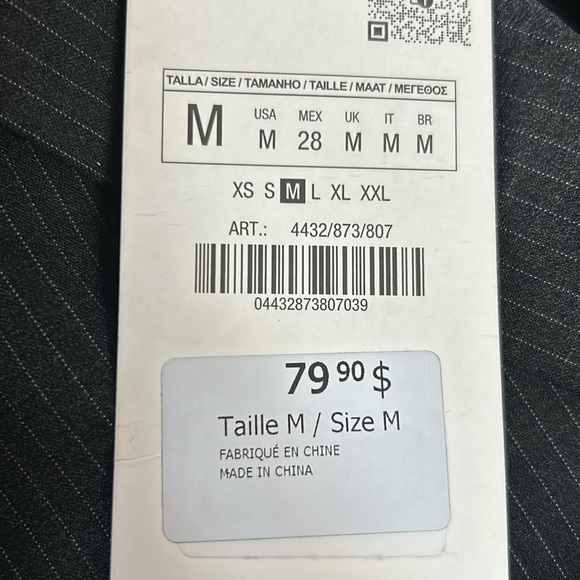 TALLA / SIZE / TAMANHO / TAILLE / MAAT / ΜΕΓΕΘΟΣ
M USA MEX UK IT BR
M 28 M M M
XS S M L XL XXL
ART.: 4432/873/807
04432873807039
79 90 $
Taille M / Size M
FABRIQUÉ EN CHINE
MADE IN CHINA